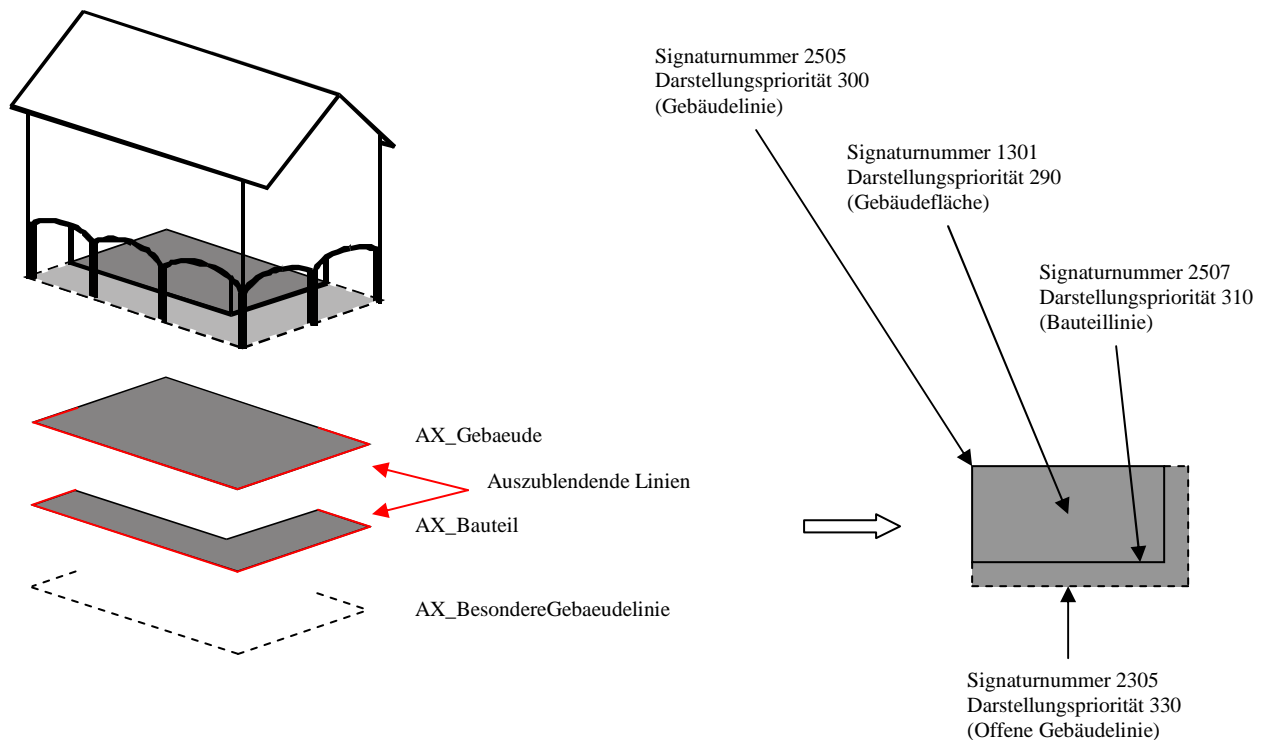 Signaturnummer 2505
Darstellungspriorität 300
(Gebäudelinie)
Signaturnummer 1301
Darstellungspriorität 290
(Gebäudefläche)
Signaturnummer 2507
Darstellungspriorität 310
(Bauteillinie)
AX_Gebaeude
Auszublendende Linien
AX_Bauteil
AX_BesondereGebaeudelinie
Signaturnummer 2305
Darstellungspriorität 330
(Offene Gebäudelinie)